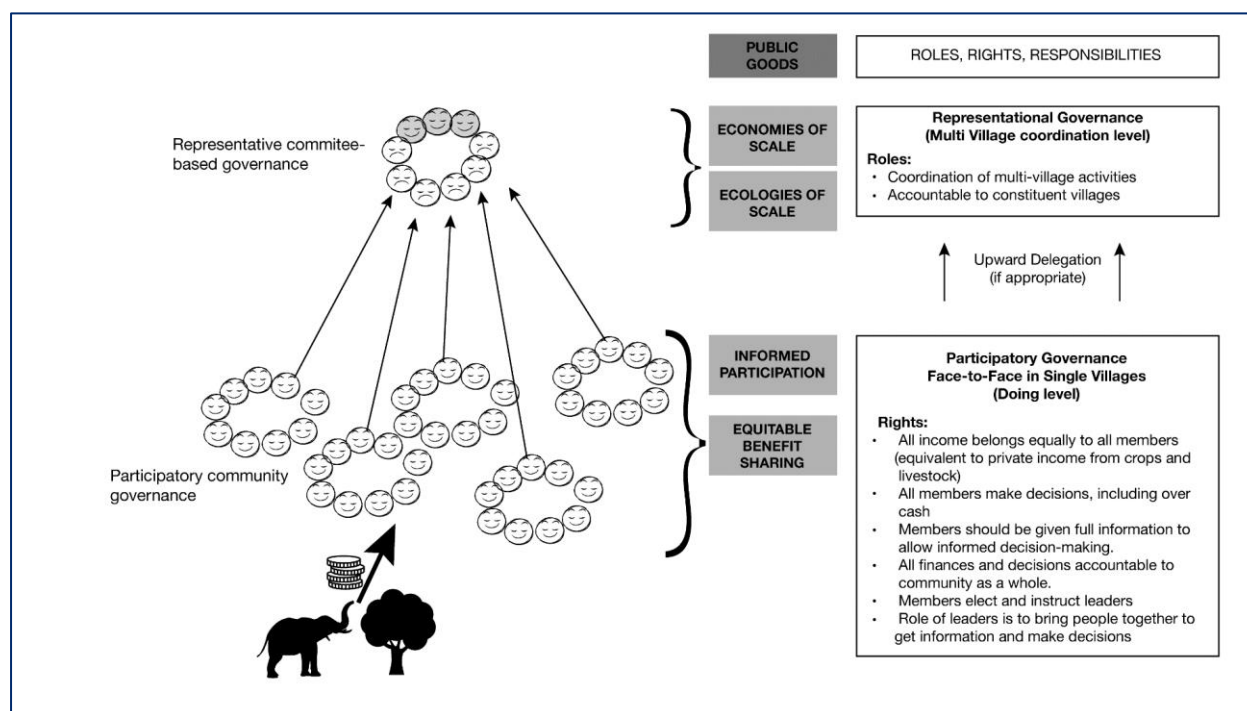 PUBLIC
GOODS
ROLES, RIGHTS, RESPONSIBILITIES
Representative commitee-
based governance
ECONOMIES OF
SCALE
ECOLOGIES OF
SCALE
Representational Governance
(Multi Village coordination level)
Roles:
• Coordination of multi-village activities
• Accountable to constituent villages
Upward Delegation
(if appropriate)
Participatory community
governance
INFORMED
PARTICIPATION
EQUITABLE
BENEFIT
SHARING
Participatory Governance
Face-to-Face in Single Villages
(Doing level)
Rights:
• All income belongs equally to all members
(equivalent to private income from crops and
livestock)
• All members make decisions, including over
cash
• Members should be given full information to
allow informed decision-making.
• All finances and decisions accountable to
community as a whole.
• Members elect and instruct leaders
• Role of leaders is to bring people together to
get information and make decisions